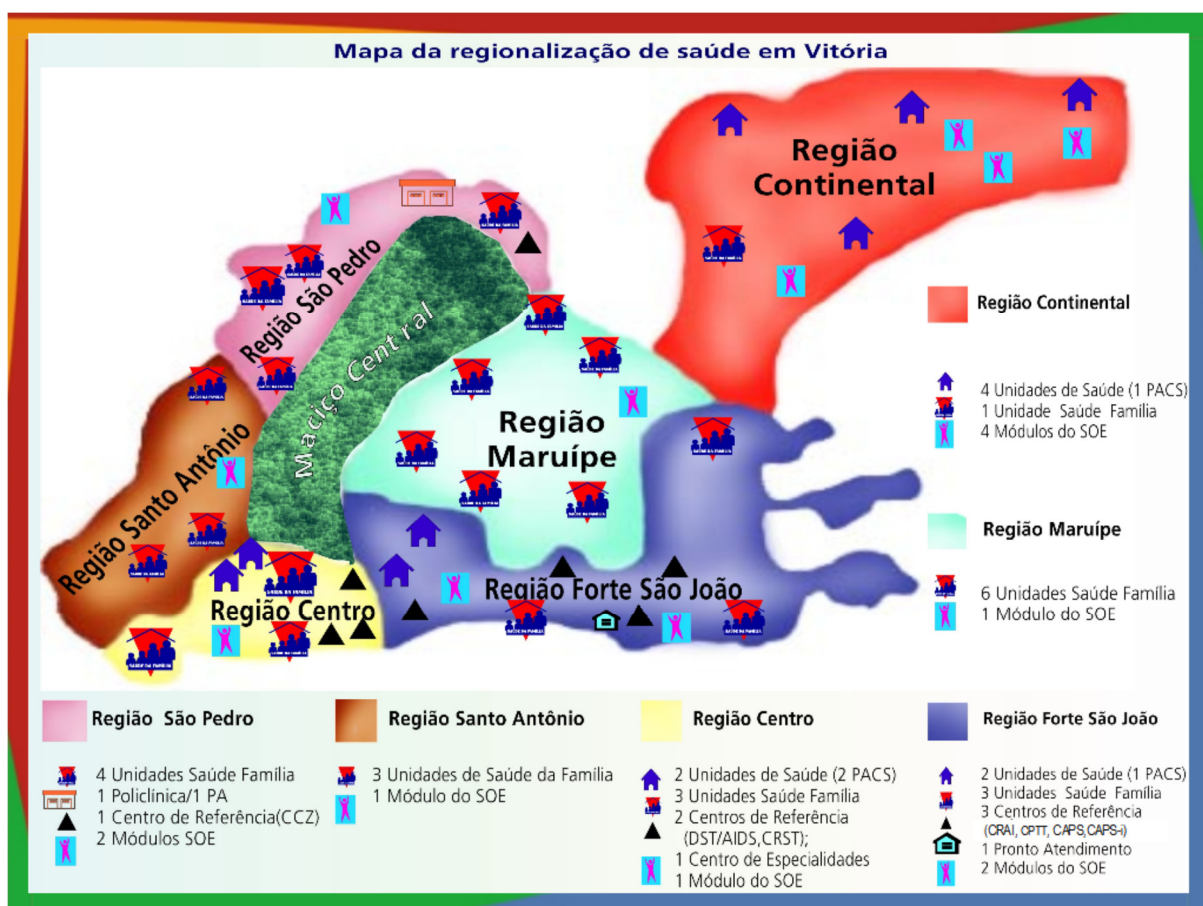 Mapa da regionalização de saúde em Vitória
Região
Continental
Região São Pedro
Maciço Central
Região
Maruípe
Região Santo Antônio
Região Centro
Região Forte São João
SAÚDE DA FAMÍLIA
Região Continental
4 Unidades de Saúde (1 PACS)
1 Unidade Saúde Família
4 Módulos do SOE
Região Maruípe
6 Unidades Saúde Família
1 Módulo do SOE
Região São Pedro
4 Unidades Saúde Família
1 Policlínica/1 PA
1 Centro de Referência(CCZ)
2 Módulos SOE
Região Santo Antônio
3 Unidades de Saúde da Família
1 Módulo do SOE
Região Centro
2 Unidades de Saúde (2 PACS)
3 Unidades Saúde Família
2 Centros de Referência
(DST/AIDS,CRST);
1 Centro de Especialidades
1 Módulo do SOE
Região Forte São João
2 Unidades de Saúde (1 PACS)
3 Unidades Saúde Família
3 Centros de Referência
(CRAI, CPTT, CAPS,CAPS-i)
1 Pronto Atendimento
2 Módulos do SOE